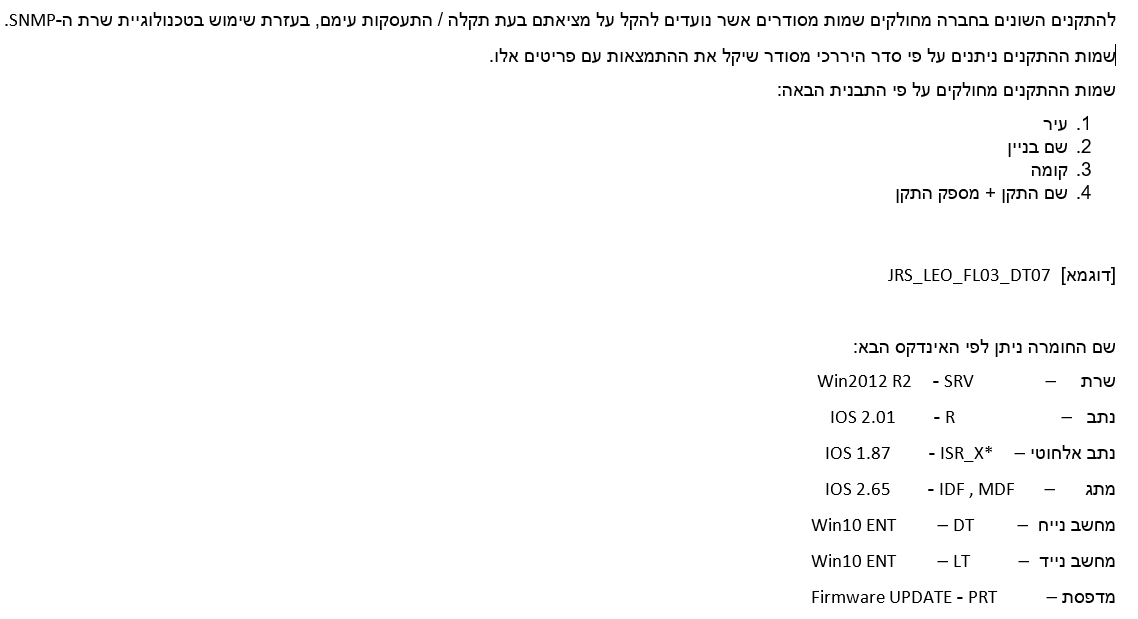 להתקנים השונים בחברה מחולקים שמות מסודרים אשר נועדים להקל על מציאתם בעת תקלה / התעסקות עימם, בעזרת שימוש בטכנולוגיית שרת ה-SNMP.
שמות ההתקנים ניתנים על פי סדר היררכי מסודר שיקל את ההתמצאות עם פריטים אלו.
שמות ההתקנים מחולקים על פי התבנית הבאה:
1. עיר
2. שם בניין
3. קומה
4. שם התקן + מספק התקן
[דוגמא] JRS_LEO_FL03_DT07
שם החומרה ניתן לפי האינדקס הבא:
שרת – SRV - Win2012 R2
נתב – R - IOS 2.01
נתב אלחוטי – ISR_X* - IOS 1.87
מתג – IDF , MDF - IOS 2.65
מחשב נייח – DT – Win10 ENT
מחשב נייד – LT – Win10 ENT
מדפסת – PRT - Firmware UPDATE